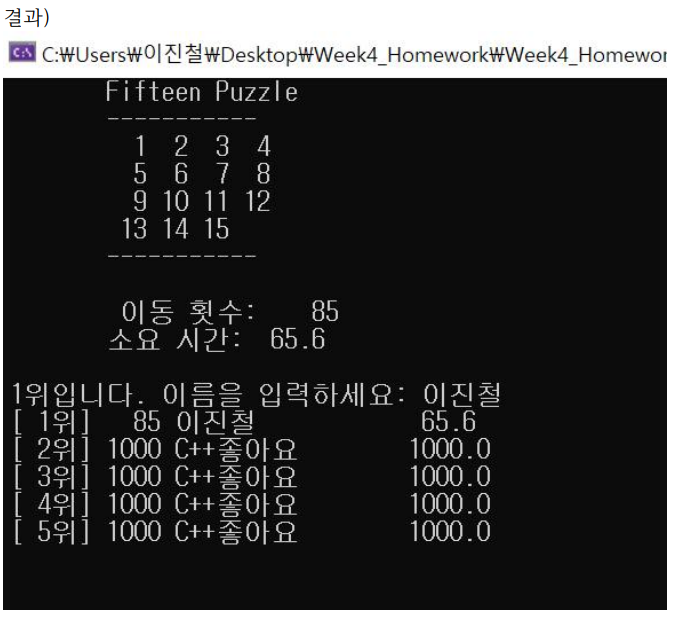 결과)
C:₩Users₩이진철₩Desktop₩Week4_Homework₩Week4_Homewor
Fifteen Puzzle
-----------
1 2 3 4
5 6 7 8
9 10 11 12
13 14 15
-----------
이동 횟수: 85
소요 시간: 65.6
1위입니다. 이름을 입력하세요: 이진철
[ 1위] 85 이진철 65.6
[ 2위] 1000 C++좋아요 1000.0
[ 3위] 1000 C++좋아요 1000.0
[ 4위] 1000 C++좋아요 1000.0
[ 5위] 1000 C++좋아요 1000.0